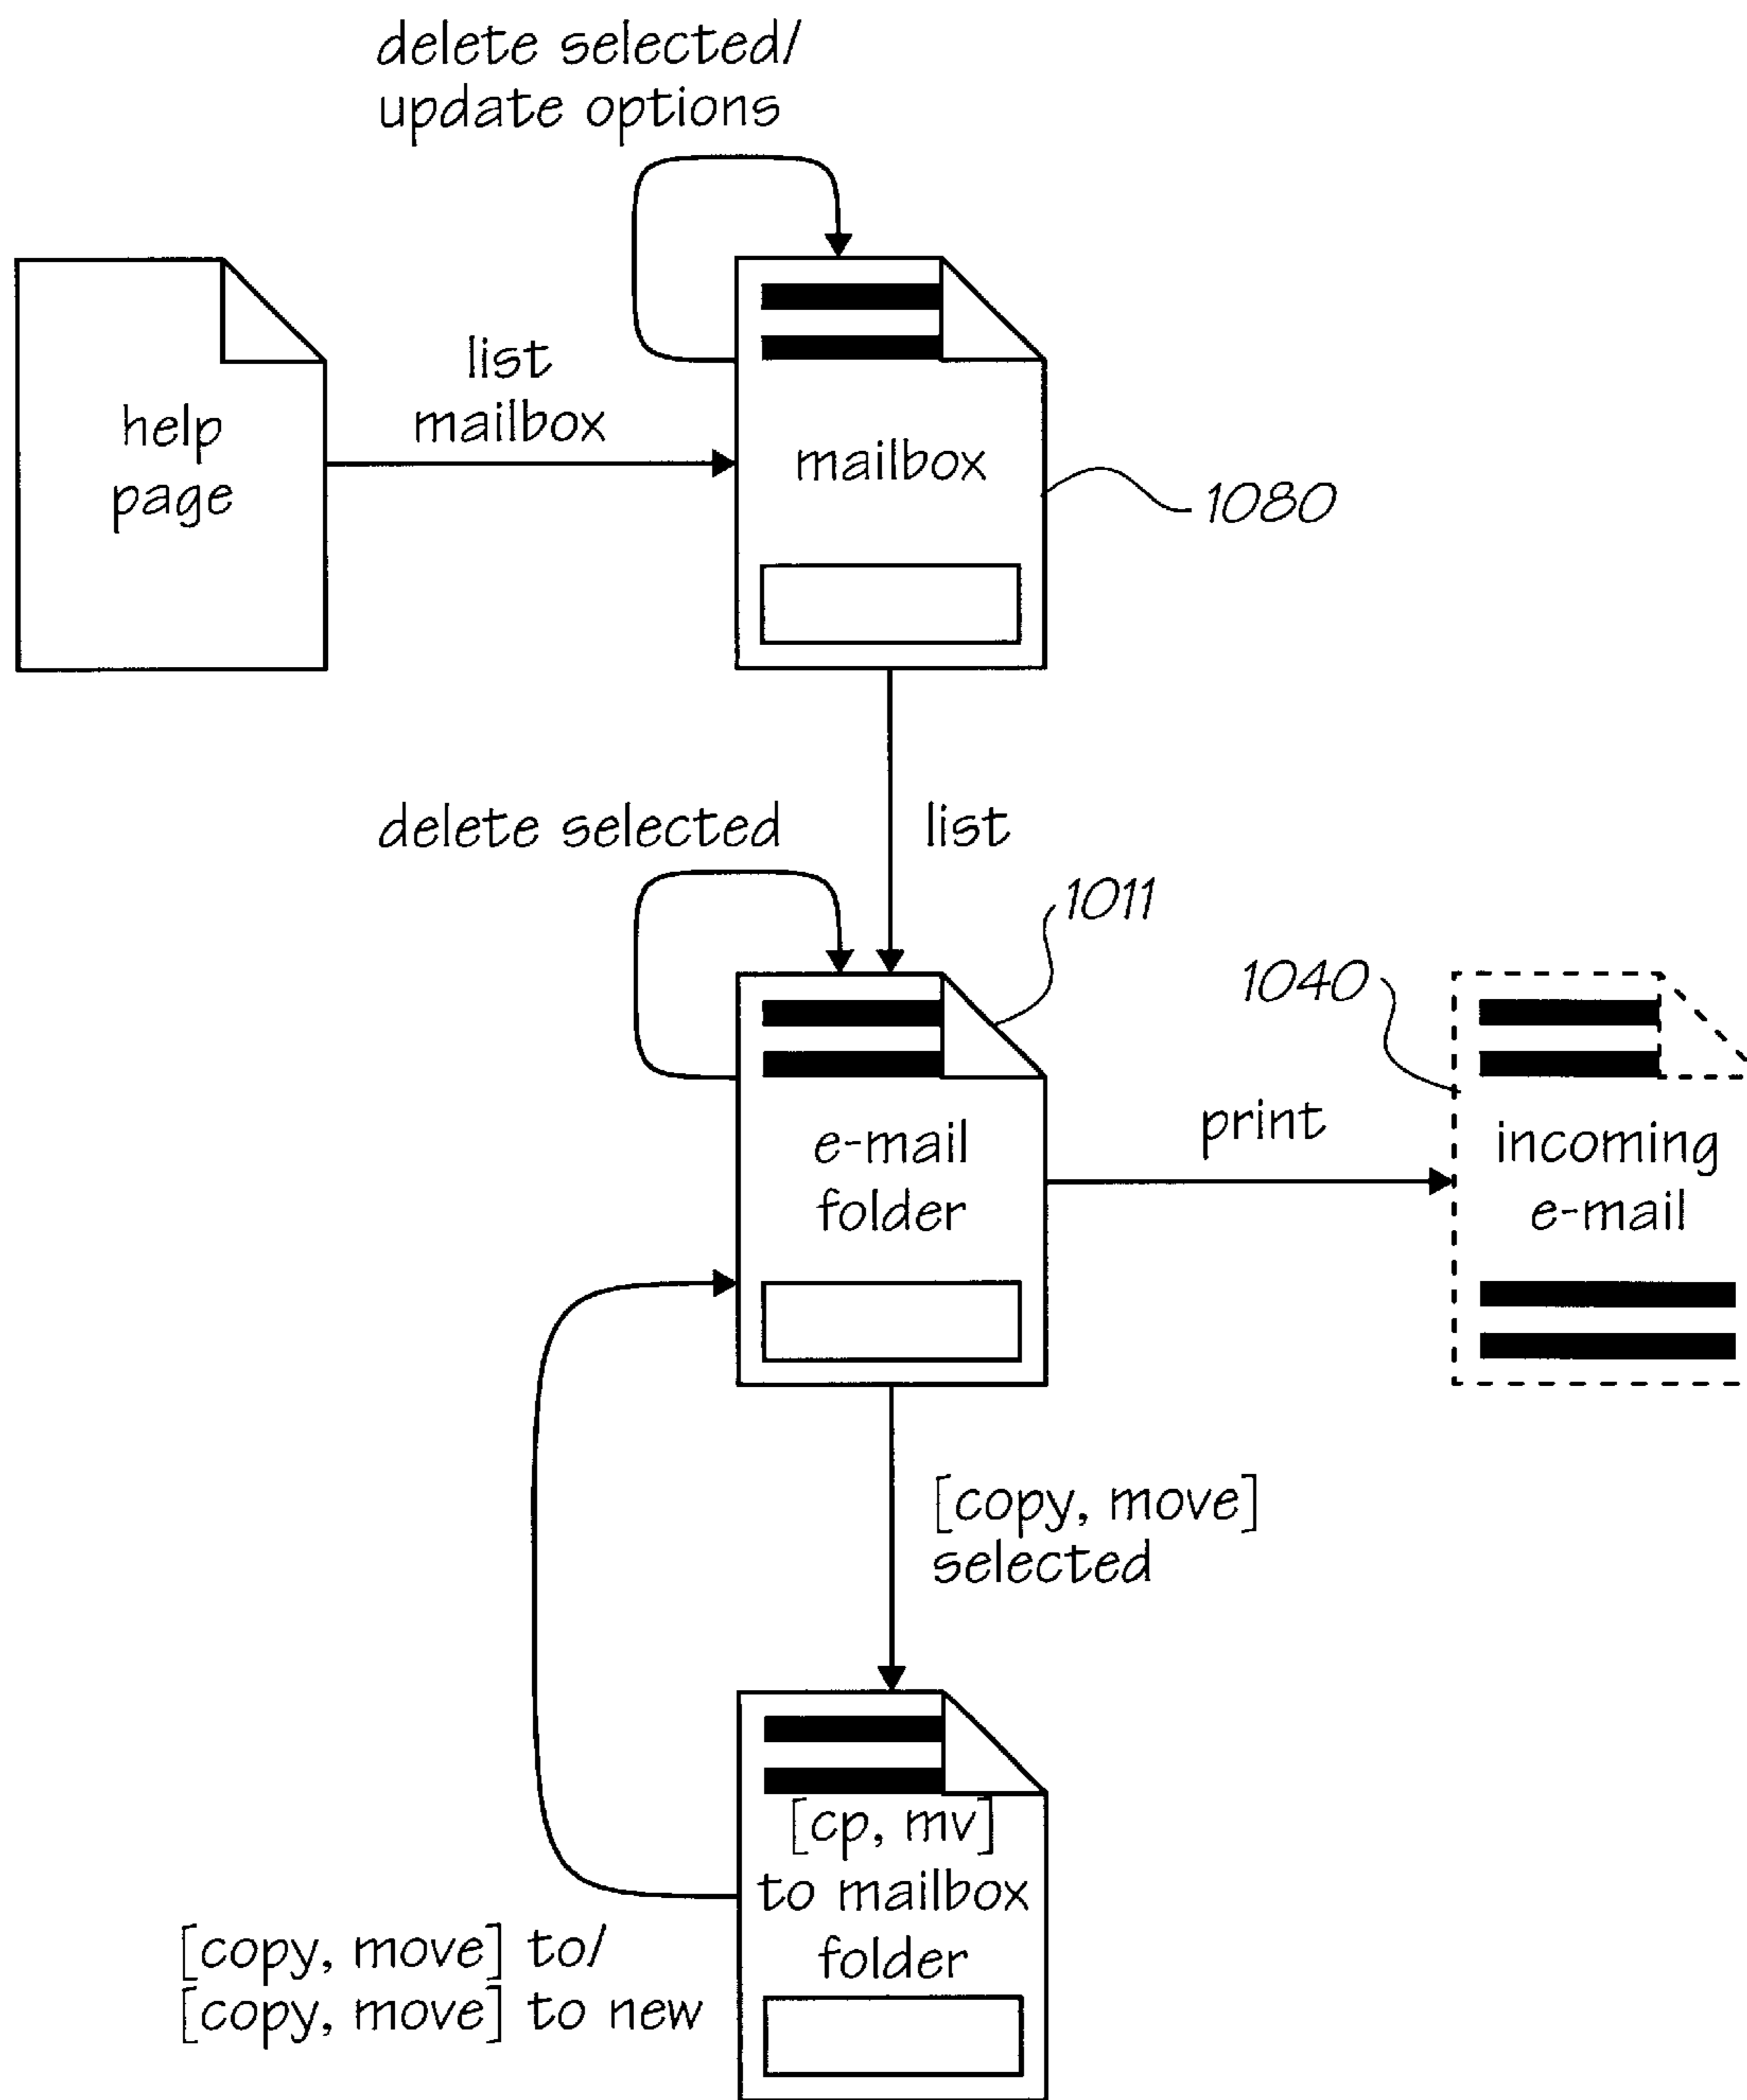 delete selected/
update options
help
page
list
mailbox
mailbox
1080
delete selected
list
1011
1040
e-mail
folder
print
incoming
e-mail
[copy, move]
selected
[cp, mv]
to mailbox
folder
[copy, move] to/
[copy, move] to new